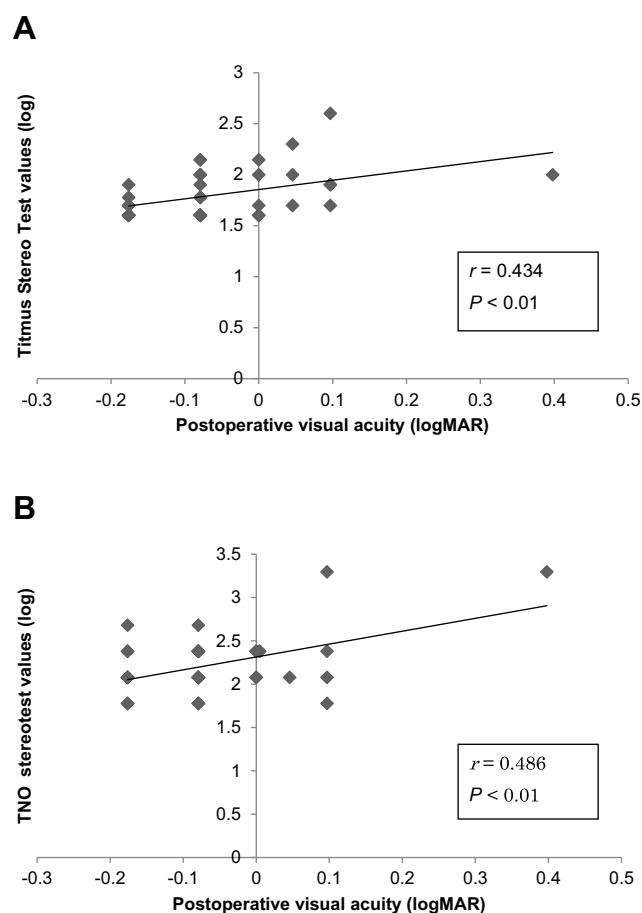 A
Titmus Stereo Test values (log)
3
2.5
2
1.5
1
0.5
0
-0.3 -0.2 -0.1 0 0.1 0.2 0.3 0.4 0.5
Postoperative visual acuity (logMAR)
r = 0.434
P < 0.01
B
TNO stereotest values (log)
3.5
3
2.5
2
1.5
1
0.5
0
-0.3 -0.2 -0.1 0 0.1 0.2 0.3 0.4 0.5
Postoperative visual acuity (logMAR)
r = 0.486
P < 0.01